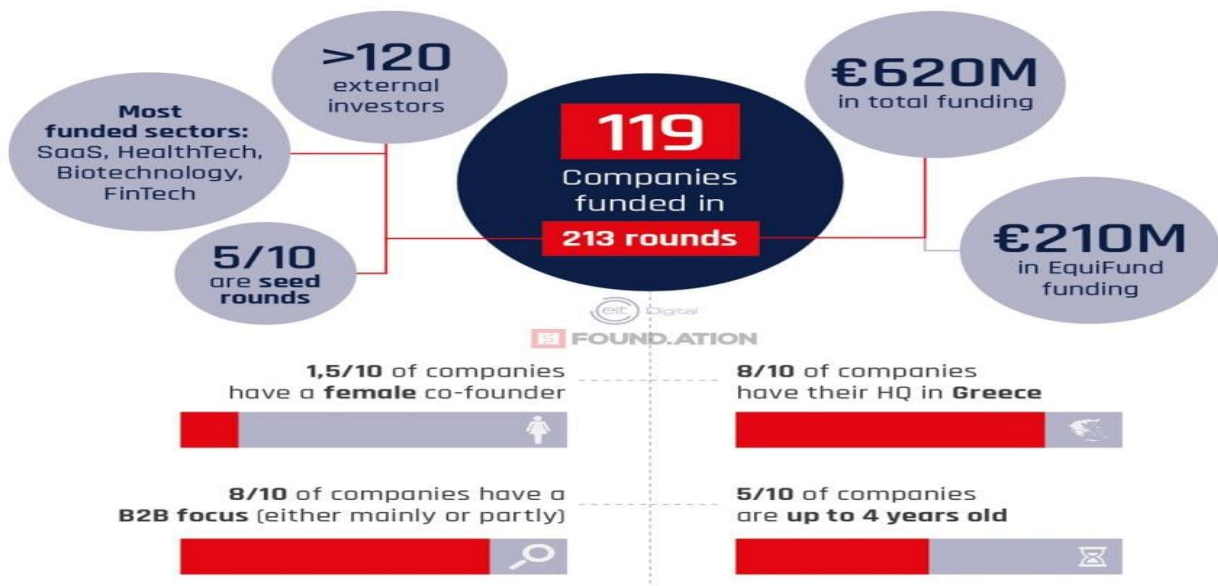 >120
external
investors
Most
funded sectors:
SaaS, HealthTech,
Biotechnology,
FinTech
5/10
are seed
rounds
119
Companies
funded in
213 rounds
€620M
in total funding
€210M
in EquiFund
funding
eit Digital
FOUND.ATION
1,5/10 of companies
have a female co-founder
8/10 of companies
have their HQ in Greece
8/10 of companies have a
B2B focus (either mainly or partly)
5/10 of companies
are up to 4 years old